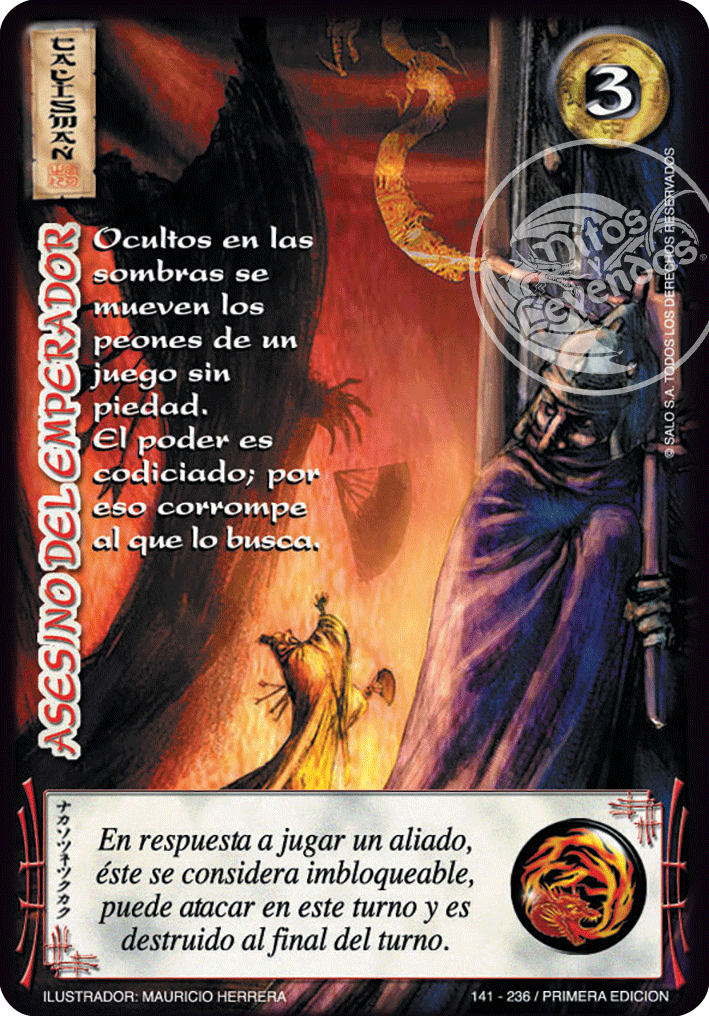 TALISMAN
3
Mitos y Leyendas
®
© SALO S.A. TODOS LOS DERECHOS RESERVADOS
ASESINO DEL EMPERADOR
Ocultos en las
sombras se
mueven los
peones de un
juego sin
piedad.
El poder es
codiciado; por
eso corrompe
al que lo busca.
ナカソツネツクカク
En respuesta a jugar un aliado,
éste se considera imbloqueable,
puede atacar en este turno y es
destruido al final del turno.
ILUSTRADOR: MAURICIO HERRERA
141 - 236 / PRIMERA EDICION